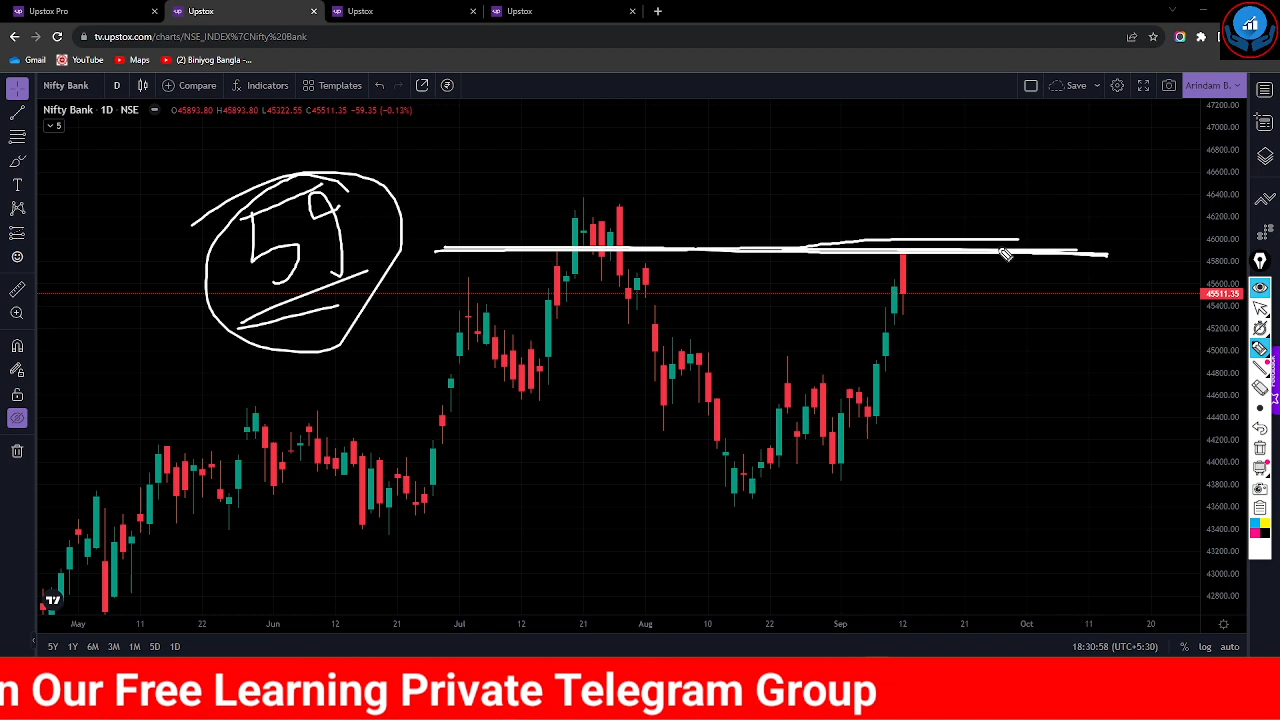 Upstox Pro
Upstox
Upstox
Upstox
tv.upstox.com/charts/NSE_INDEX%7CNifty%20Bank
Gmail
YouTube
Maps
(2) Biniyog Bangla -...
Nifty Bank
D
Compare
Indicators
Templates
Save
Arindam B.
Nifty Bank · 1D · NSE
O45893.80 H45893.80 L45322.55 C45511.35 -59.35 (-0.13%)
5
59
47200.00
47000.00
46800.00
46600.00
46400.00
46200.00
46000.00
45800.00
45600.00
45511.35
45400.00
45200.00
45000.00
44800.00
44600.00
44400.00
44200.00
44000.00
43800.00
43600.00
43400.00
43200.00
43000.00
42800.00
May 11 22 Jun 12 21 Jul 12 21 Aug 10 22 Sep 12 21 Oct 11 20
5Y 1Y 6M 3M 1M 5D 1D
18:30:58 (UTC+5:30) % log auto
n Our Free Learning Private Telegram Group